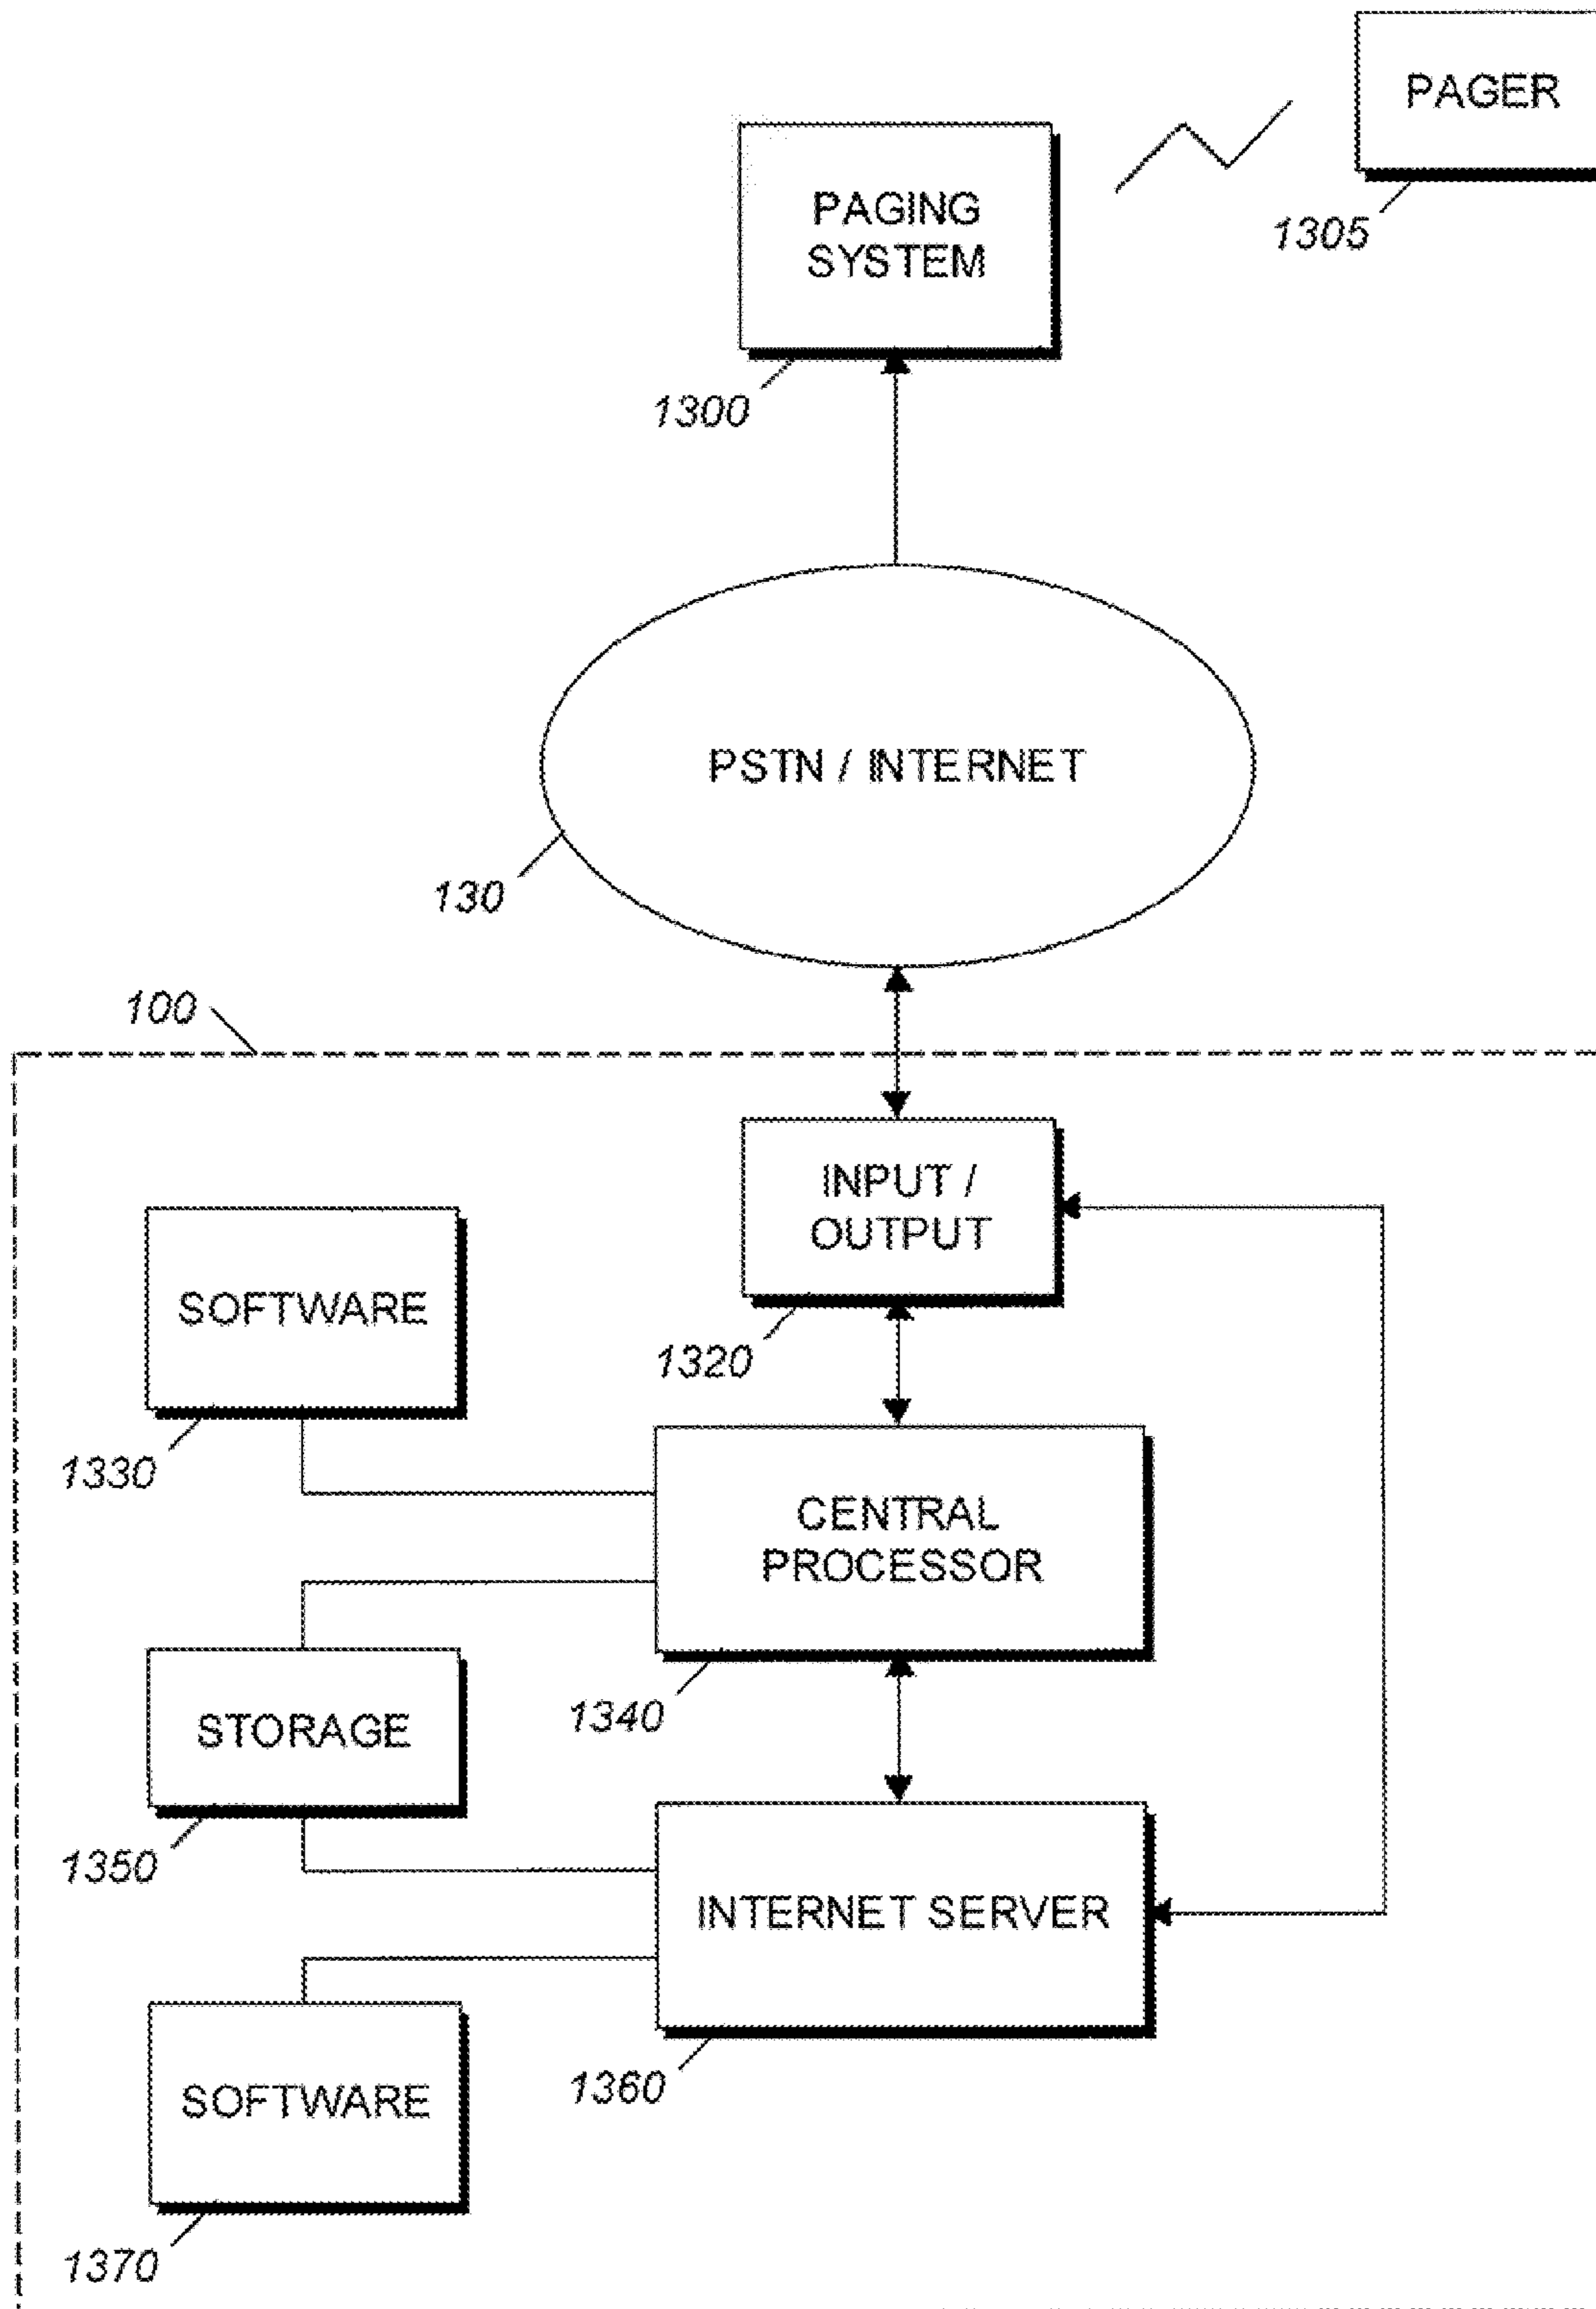 PAGER
1305
PAGING
SYSTEM
1300
PSTN / INTERNET
130
100
INPUT /
OUTPUT
1320
SOFTWARE
1330
CENTRAL
PROCESSOR
1340
STORAGE
1350
INTERNET SERVER
1360
SOFTWARE
1370